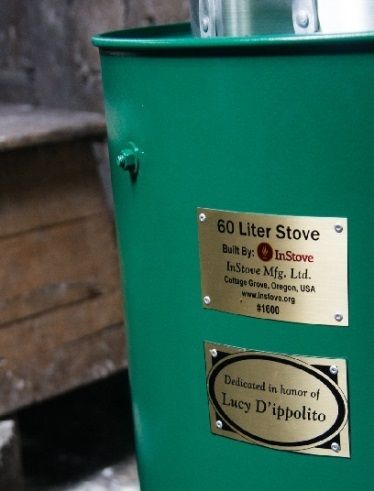 60 Liter Stove
Built By: InStove
InStove Mfg. Ltd.
Cottage Grove, Oregon, USA
www.instove.org
#1600
Dedicated in honor of
Lucy D'ippolito